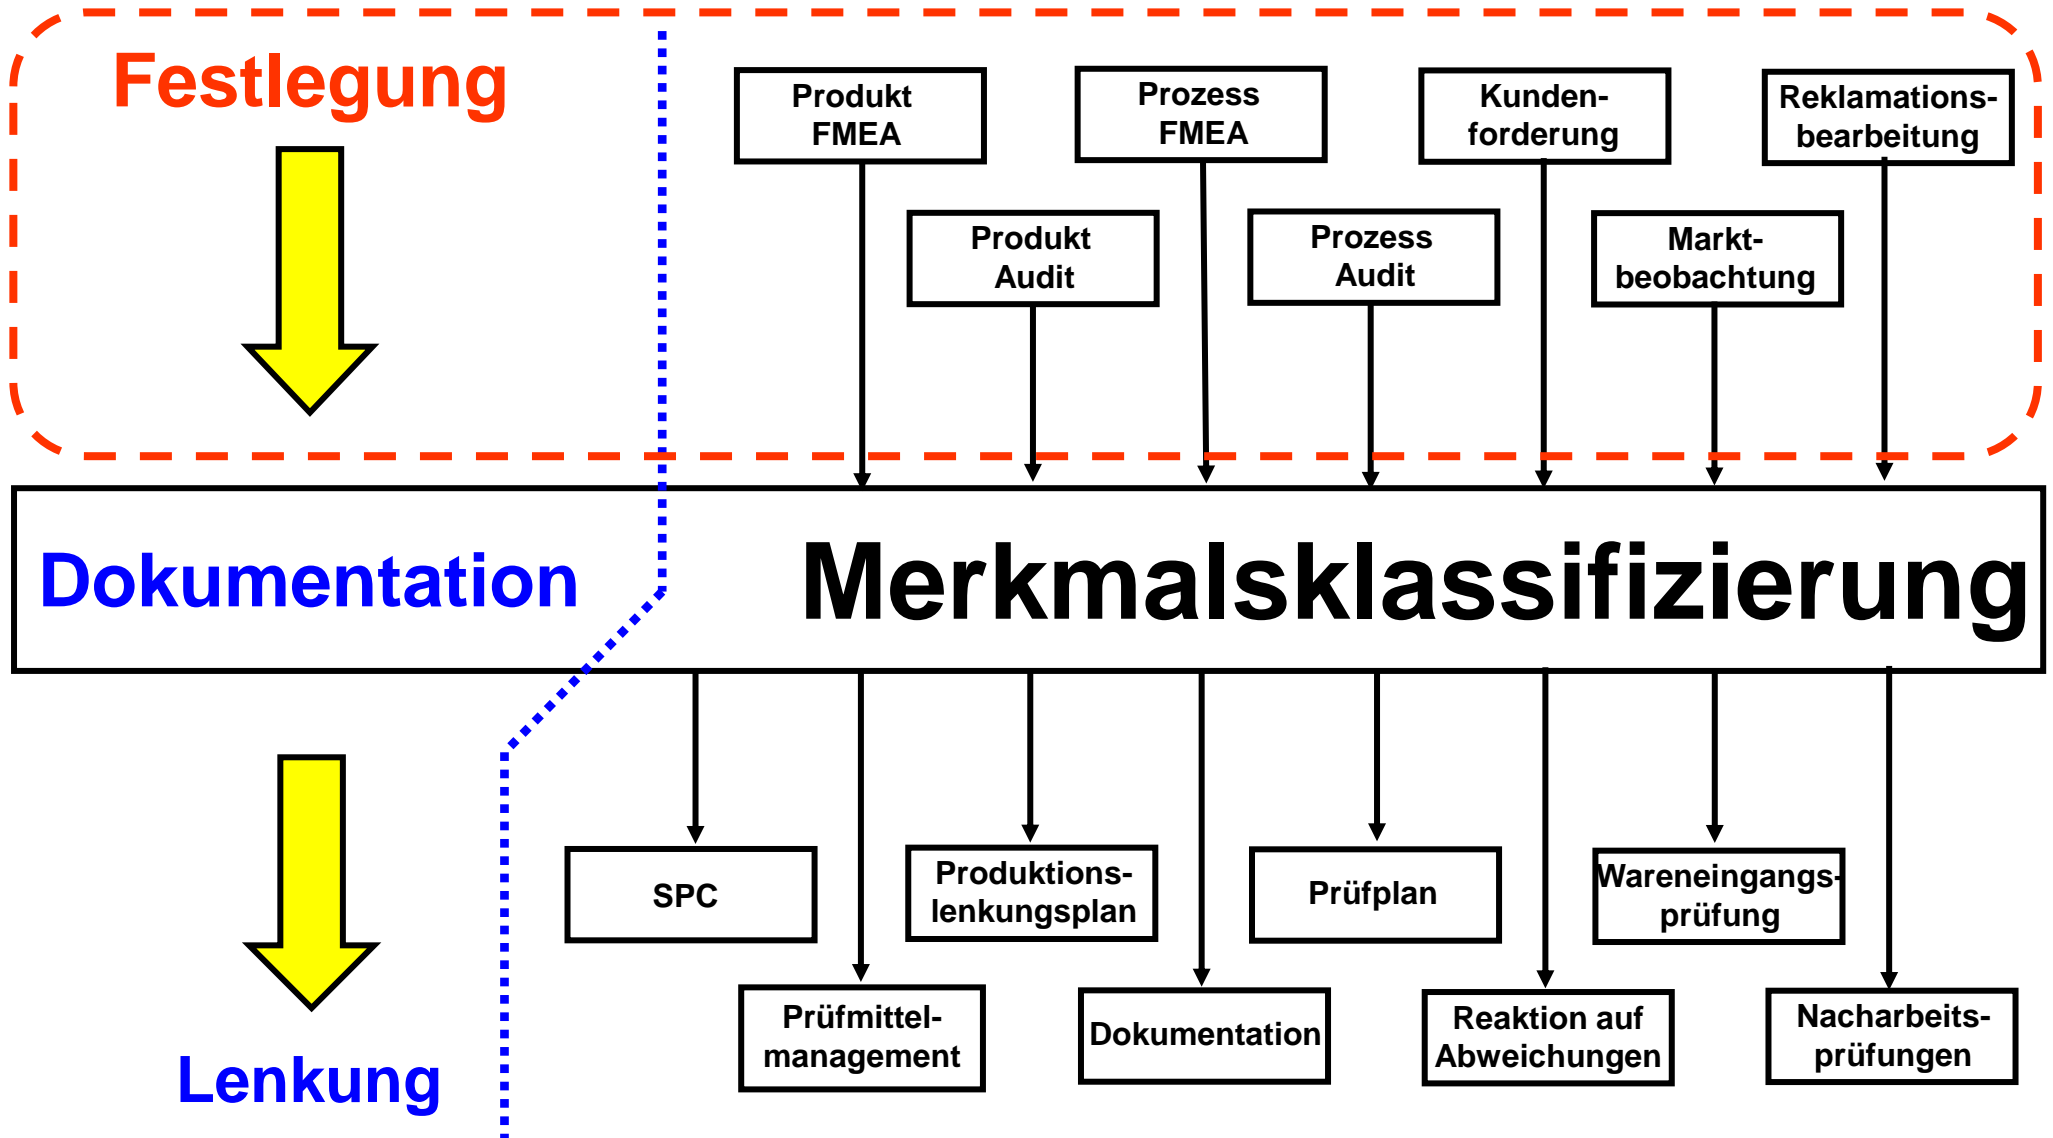 Festlegung
Produkt
FMEA
Prozess
FMEA
Kunden-
forderung
Reklamations-
bearbeitung
Produkt
Audit
Prozess
Audit
Markt-
beobachtung
Dokumentation
Merkmalsklassifizierung
SPC
Produktions-
lenkungsplan
Prüfplan
Wareneingangs-
prüfung
Prüfmittel-
management
Dokumentation
Reaktion auf
Abweichungen
Nacharbeits-
prüfungen
Lenkung